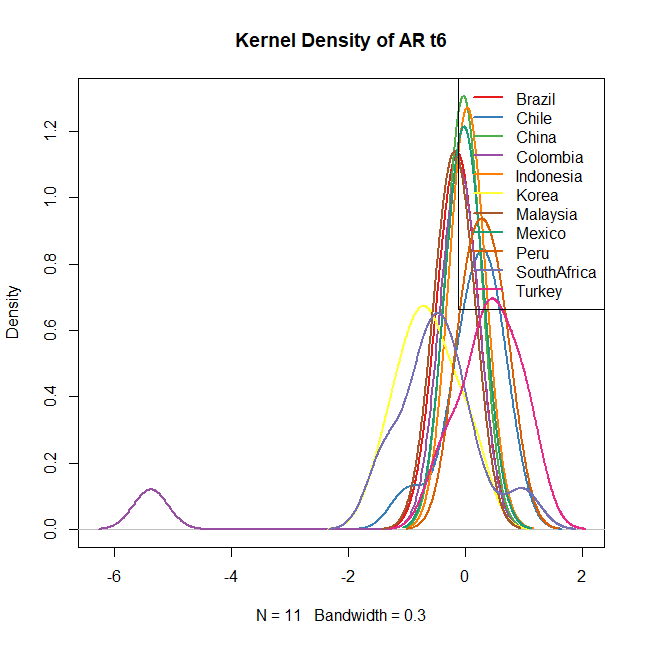 Kernel Density of AR t6
Density
0.0
0.2
0.4
0.6
0.8
1.0
1.2
Brazil
Chile
China
Colombia
Indonesia
Korea
Malaysia
Mexico
Peru
SouthAfrica
Turkey
-6
-4
-2
0
2
N = 11 Bandwidth = 0.3